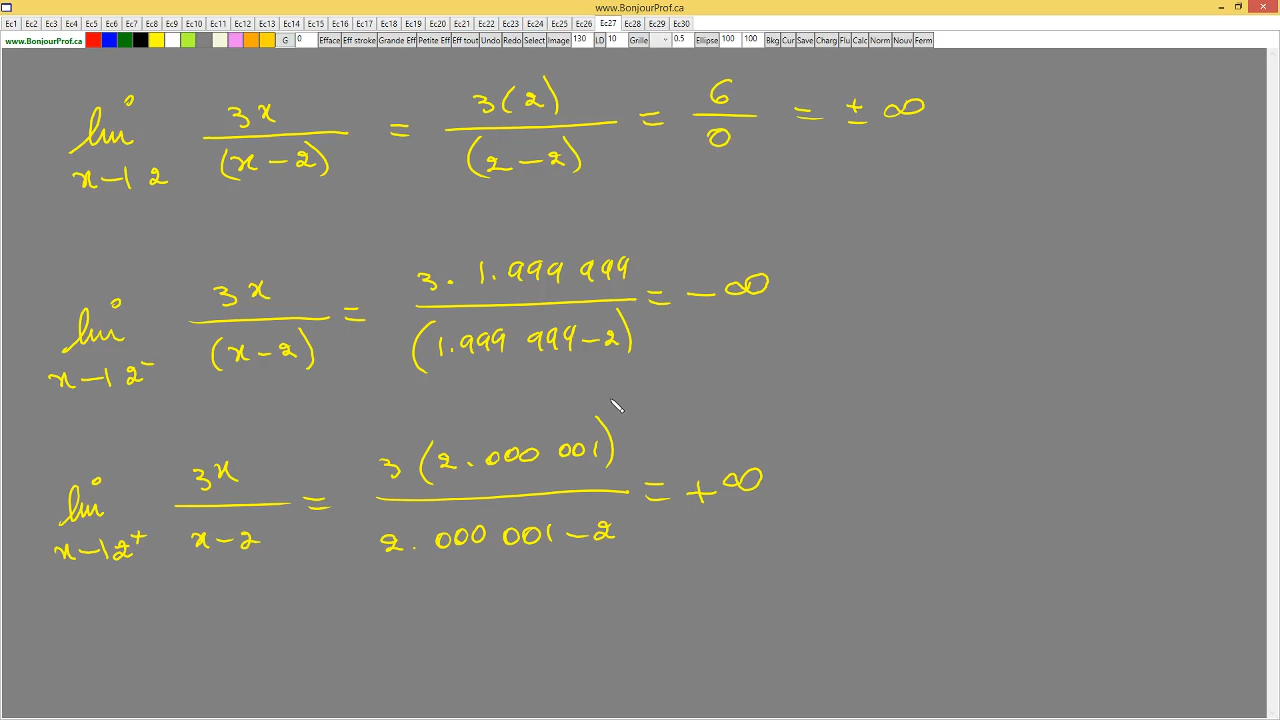 www.BonjourProf.ca
Ec1 Ec2 Ec3 Ec4 Ec5 Ec6 Ec7 Ec8 Ec9 Ec10 Ec11 Ec12 Ec13 Ec14 Ec15 Ec16 Ec17 Ec18 Ec19 Ec20 Ec21 Ec22 Ec23 Ec24 Ec25 Ec26 Ec27 Ec28 Ec29 Ec30
www.BonjourProf.ca G 0 Efface Eff stroke Grande Eff Petite Eff Eff tout Undo Redo Select Image 130 LD 10 Grille 0.5 Ellipse 100 100 Bkg Cur Save Charg Flu Calc Norm Nouv Ferm
lim x→2 3x/(x-2) = 3(2)/(2-2) = 6/0 = ± ∞
lim x→2⁻ 3x/(x-2) = 3. 1.999 999/(1.999 999-2) = - ∞
lim x→2⁺ 3x/x-2 = 3(2.000 001)/2.000 001-2 = + ∞